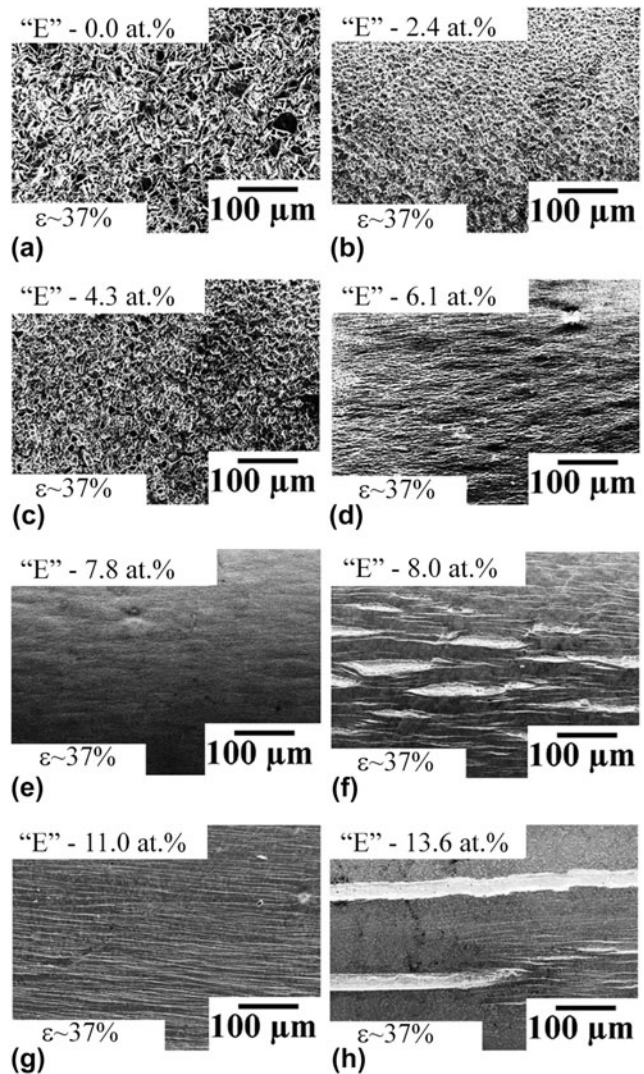 “E” - 0.0 at.%
100 µm
ε~37%
(a)
“E” - 2.4 at.%
100 µm
ε~37%
(b)
“E” - 4.3 at.%
100 µm
ε~37%
(c)
“E” - 6.1 at.%
100 µm
ε~37%
(d)
“E” - 7.8 at.%
100 µm
ε~37%
(e)
“E” - 8.0 at.%
100 µm
ε~37%
(f)
“E” - 11.0 at.%
100 µm
ε~37%
(g)
“E” - 13.6 at.%
100 µm
ε~37%
(h)